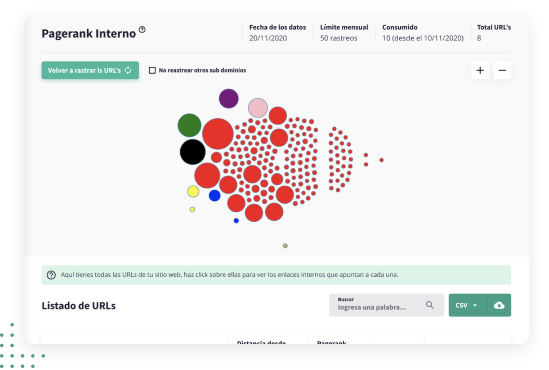 Pagerank Interno
Fecha de los datos
20/11/2020
Límite mensual
50 rastreos
Consumido
10 (desde el 10/11/2020)
Total URL's
8
Volver a rastrar ls URL's
No reastrear otros sub dominios
Aquí tienes todas las URLs de tu sitio web, haz click sobre ellas para ver los enlaces internos que apuntan a cada una.
Listado de URLs
Buscar
Ingresa una palabra...
CSV
Distancia desde
Pagerank